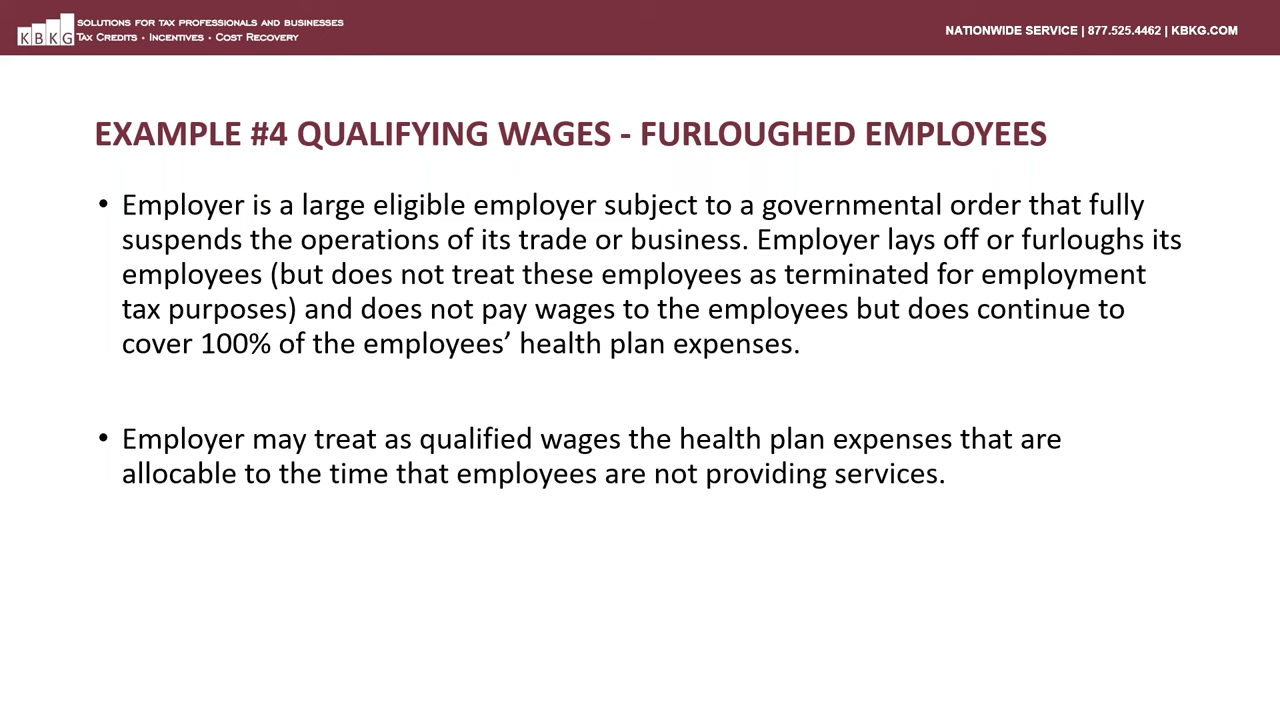 KBKG
SOLUTIONS FOR TAX PROFESSIONALS AND BUSINESSES
TAX CREDITS • INCENTIVES • COST RECOVERY
NATIONWIDE SERVICE | 877.525.4462 | KBKG.COM
EXAMPLE #4 QUALIFYING WAGES - FURLOUGHED EMPLOYEES
• Employer is a large eligible employer subject to a governmental order that fully
suspends the operations of its trade or business. Employer lays off or furloughs its
employees (but does not treat these employees as terminated for employment
tax purposes) and does not pay wages to the employees but does continue to
cover 100% of the employees’ health plan expenses.
• Employer may treat as qualified wages the health plan expenses that are
allocable to the time that employees are not providing services.